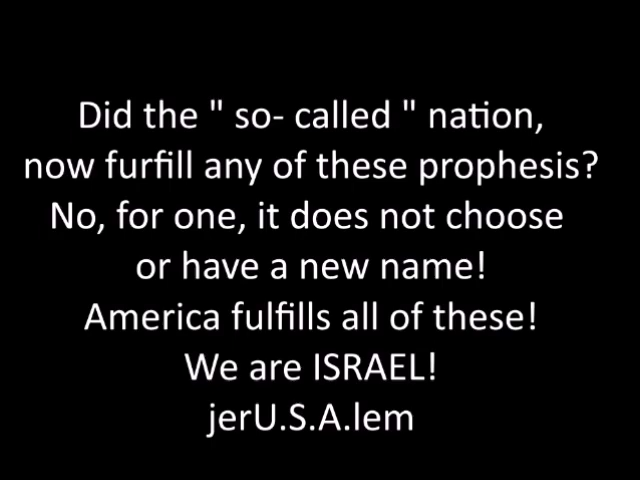 Did the " so- called " nation,
now furfill any of these prophesis?
No, for one, it does not choose
or have a new name!
America fulfills all of these!
We are ISRAEL!
jerU.S.A.lem